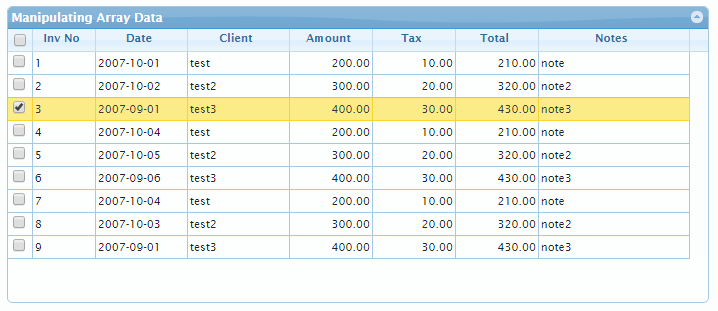 Manipulating Array Data
Inv No Date Client Amount Tax Total Notes
1 2007-10-01 test 200.00 10.00 210.00 note
2 2007-10-02 test2 300.00 20.00 320.00 note2
3 2007-09-01 test3 400.00 30.00 430.00 note3
4 2007-10-04 test 200.00 10.00 210.00 note
5 2007-10-05 test2 300.00 20.00 320.00 note2
6 2007-09-06 test3 400.00 30.00 430.00 note3
7 2007-10-04 test 200.00 10.00 210.00 note
8 2007-10-03 test2 300.00 20.00 320.00 note2
9 2007-09-01 test3 400.00 30.00 430.00 note3